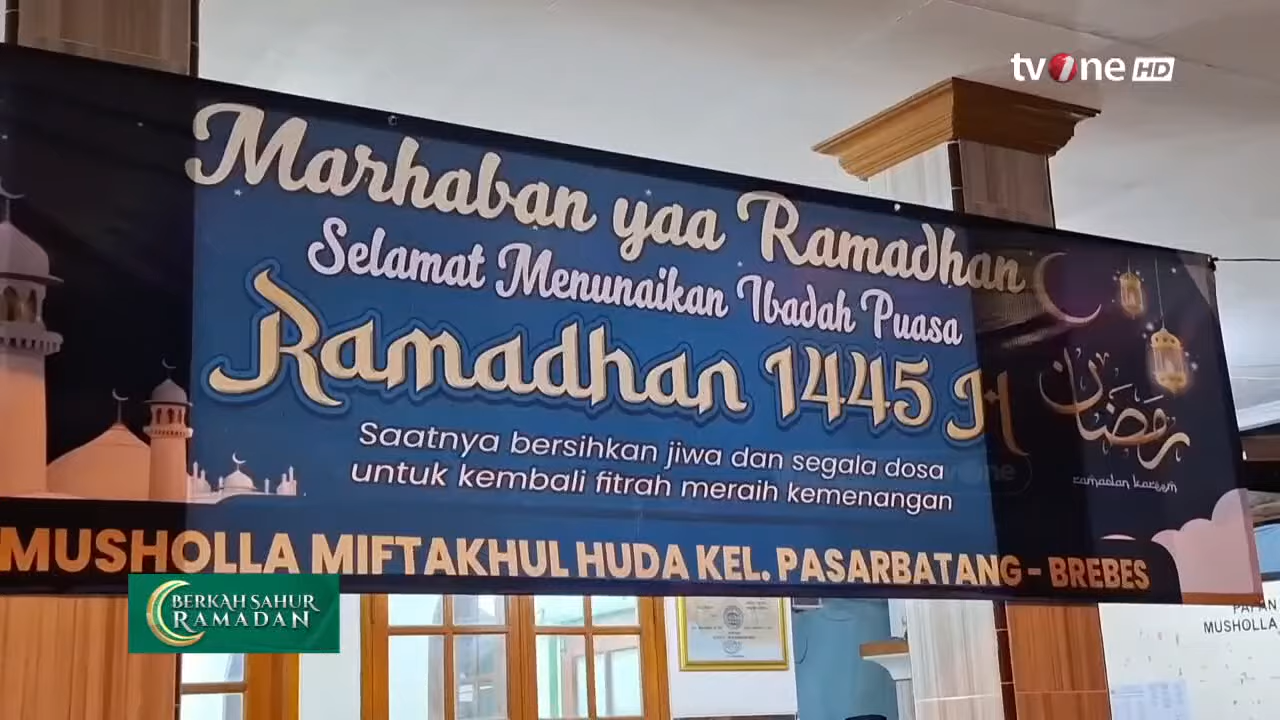 tvOne HD
Marhaban yaa Ramadhan
Selamat Menunaikan Ibadah Puasa
Ramadhan 1445 H
Saatnya bersihkan jiwa dan segala dosa
untuk kembali fitrah meraih kemenangan
رمضان
ramadan kareem
MUSHOLLA MIFTAKHUL HUDA KEL. PASARBATANG - BREBES
BERKAH SAHUR
RAMADAN
PAPAN
MUSHOLLA